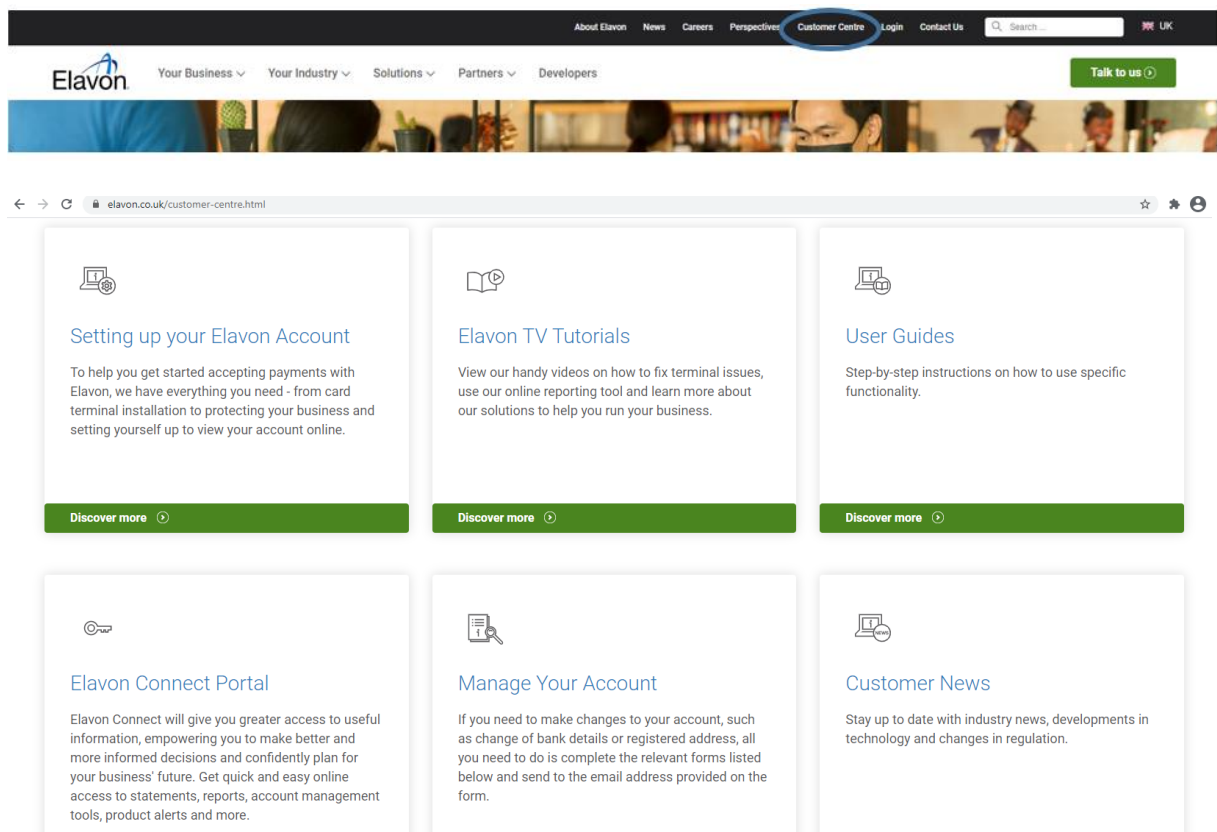 About Elavon News Careers Perspectives Customer Centre Login Contact Us Search ... UK
Elavon Your Business Your Industry Solutions Partners Developers Talk to us
elavon.co.uk/customer-centre.html
Setting up your Elavon Account
To help you get started accepting payments with
Elavon, we have everything you need - from card
terminal installation to protecting your business and
setting yourself up to view your account online.
Discover more
Elavon TV Tutorials
View our handy videos on how to fix terminal issues,
use our online reporting tool and learn more about
our solutions to help you run your business.
Discover more
User Guides
Step-by-step instructions on how to use specific
functionality.
Discover more
Elavon Connect Portal
Elavon Connect will give you greater access to useful
information, empowering you to make better and
more informed decisions and confidently plan for
your business' future. Get quick and easy online
access to statements, reports, account management
tools, product alerts and more.
Manage Your Account
If you need to make changes to your account, such
as change of bank details or registered address, all
you need to do is complete the relevant forms listed
below and send to the email address provided on the
form.
NEWS
Customer News
Stay up to date with industry news, developments in
technology and changes in regulation.